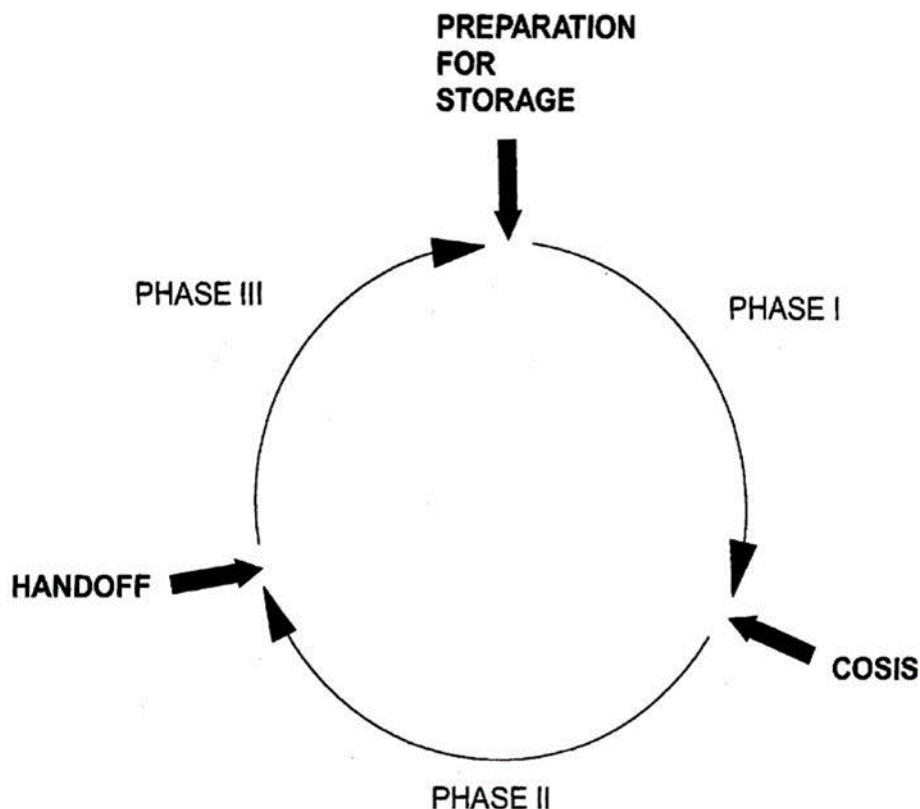 PREPARATION
FOR
STORAGE
PHASE III
PHASE I
HANDOFF
COSIS
PHASE II